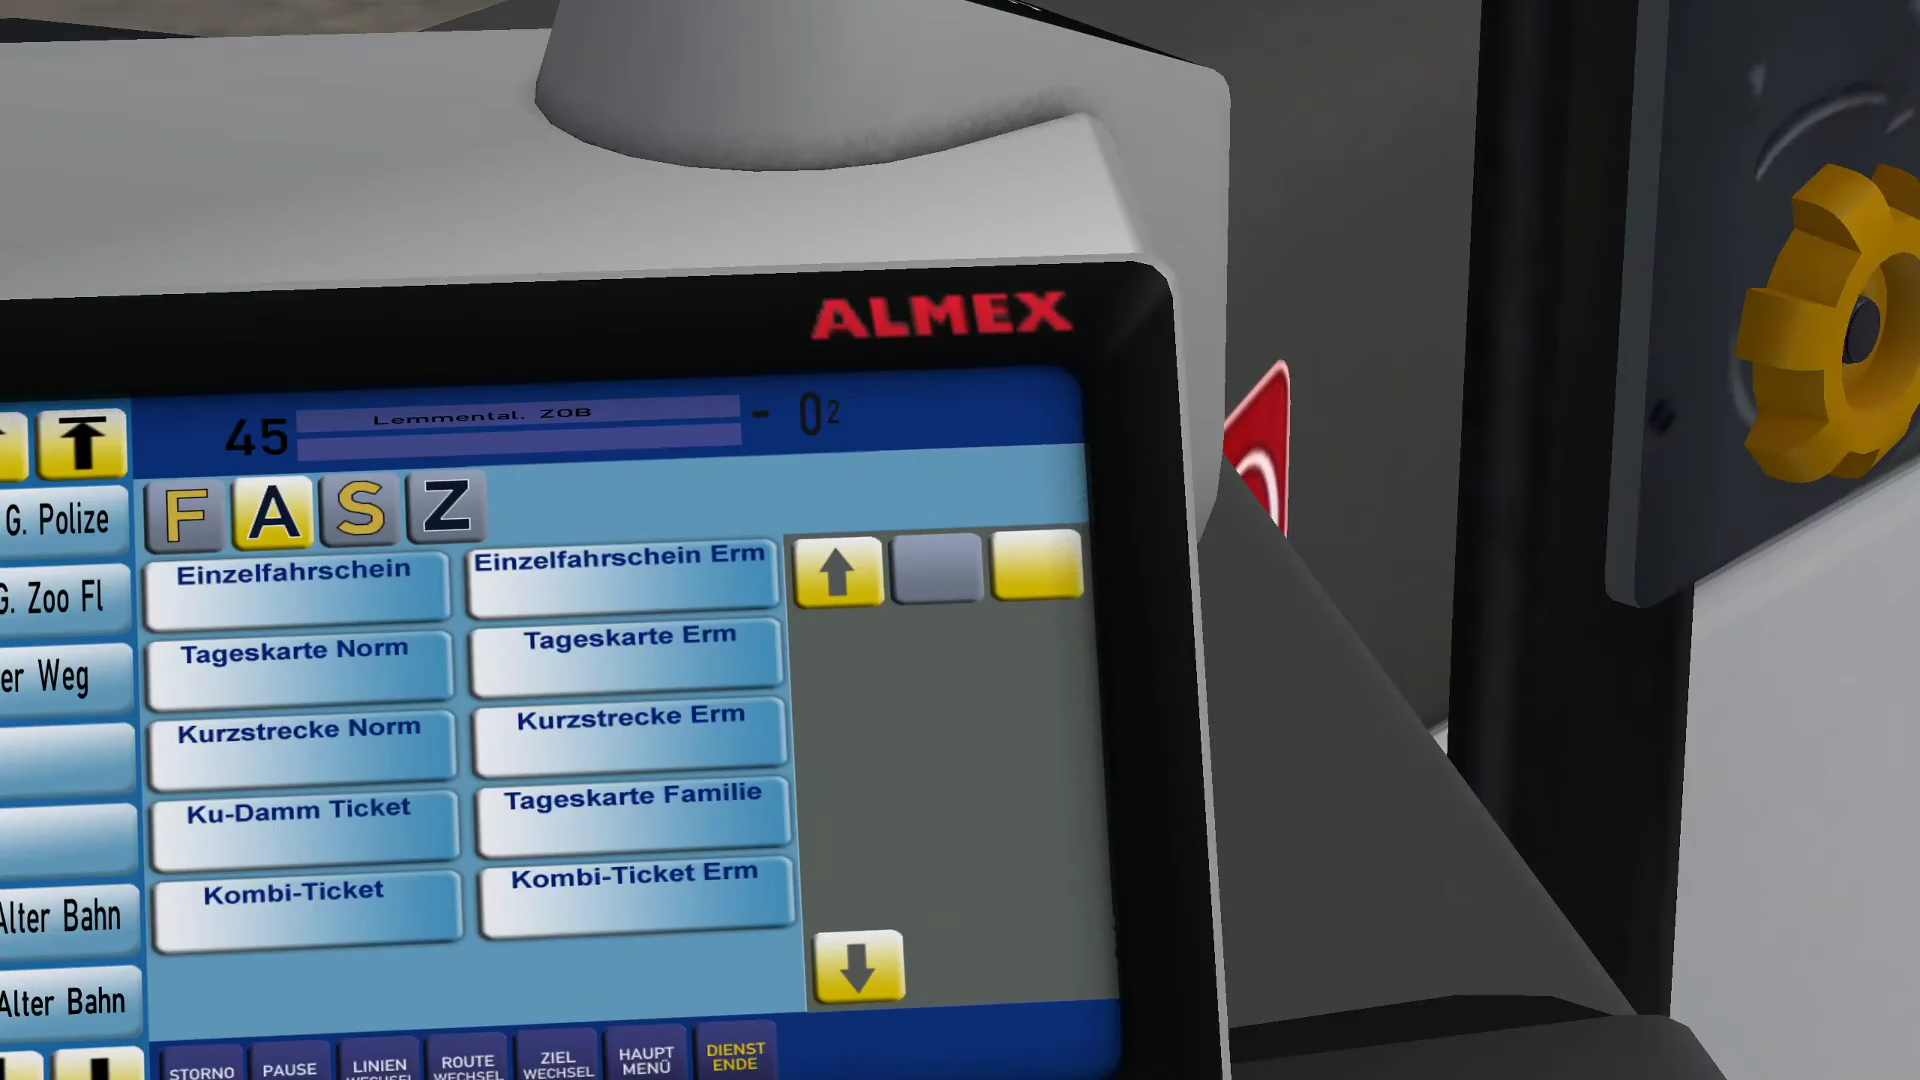 ALMEX
45 Lemmental. ZOB - 0 2
F A S Z
G. Polize
G. Zoo Fl
er Weg
Alter Bahn
Alter Bahn
Einzelfahrschein
Einzelfahrschein Erm
Tageskarte Norm
Tageskarte Erm
Kurzstrecke Norm
Kurzstrecke Erm
Ku-Damm Ticket
Tageskarte Familie
Kombi-Ticket
Kombi-Ticket Erm
STORNO
PAUSE
LINIEN
WECHSEL
ROUTE
WECHSEL
ZIEL
WECHSEL
HAUPT
MENÜ
DIENST
ENDE